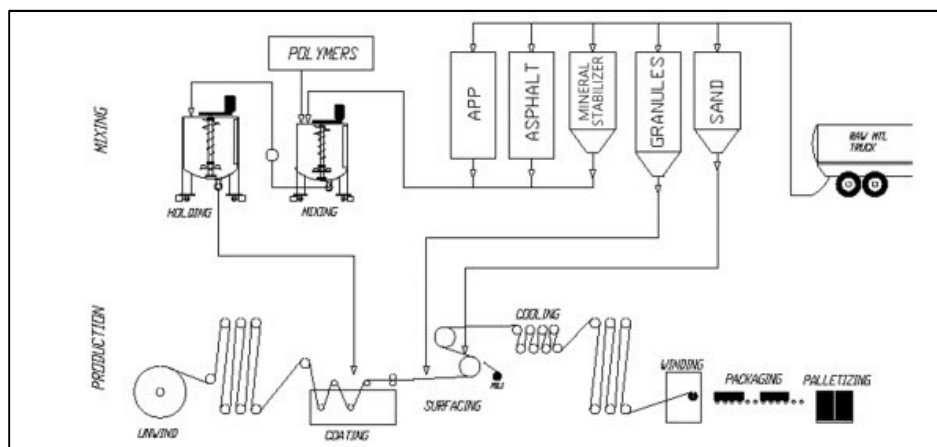 POLYMERS
APP
ASPHALT
MINERAL
STABILIZER
GRANULES
SAND
MIXING
RAW MTL
TRUCK
HOLDING
MIXING
PRODUCTION
COOLING
WINDING
PACKAGING
PALLETIZING
SURFACING
UNWIND
COATING